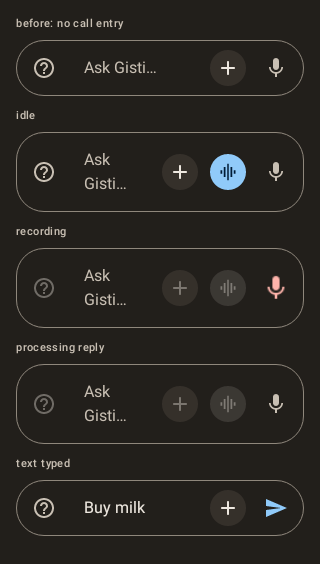 before: no call entry
Ask Gisti…
idle
Ask
Gisti…
recording
Ask
Gisti…
processing reply
Ask
Gisti…
text typed
Buy milk